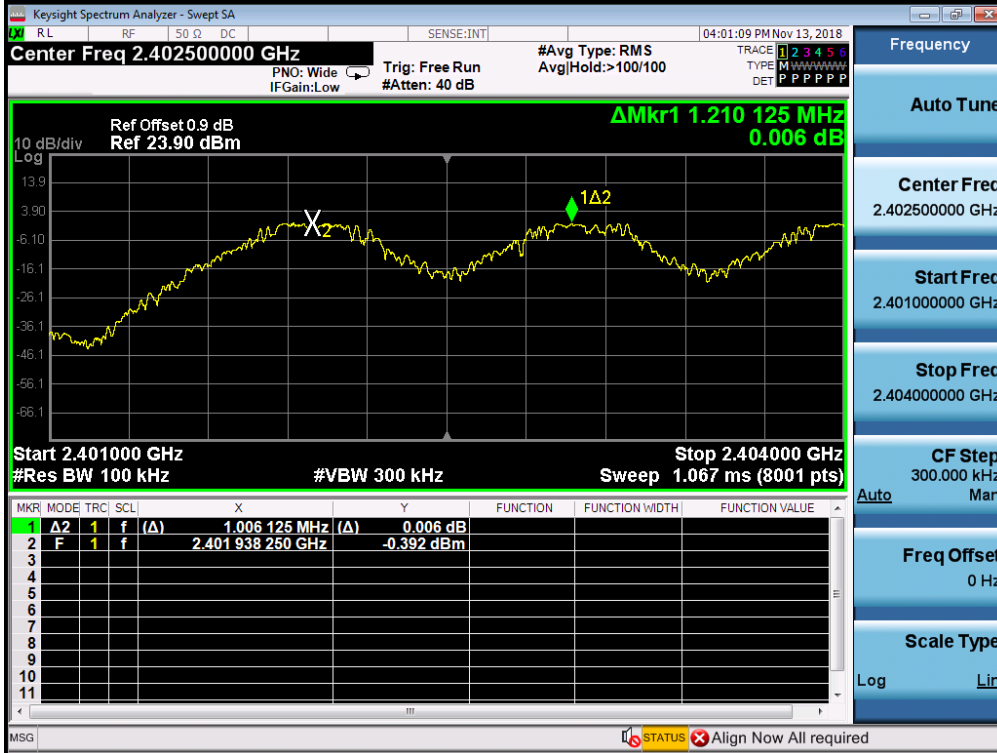 Keysight Spectrum Analyzer - Swept SA
LXI RL RF 50 Ω DC SENSE:INT 04:01:09 PM Nov 13, 2018
Center Freq 2.402500000 GHz
PNO: Wide
IFGain:Low
Trig: Free Run
#Atten: 40 dB
#Avg Type: RMS
Avg|Hold:>100/100
TRACE 1 2 3 4 5 6
TYPE M WWWWW
DET P P P P P P
Frequency
Auto Tune
Center Freq
2.402500000 GHz
Start Freq
2.401000000 GHz
Stop Freq
2.404000000 GHz
CF Step
300.000 kHz
Auto Man
Freq Offset
0 Hz
Scale Type
Log Lin
ΔMkr1 1.210 125 MHz
0.006 dB
Ref Offset 0.9 dB
10 dB/div Ref 23.90 dBm
Log
13.9
3.90
-6.10
-16.1
-26.1
-36.1
-46.1
-56.1
-66.1
X2
1Δ2
Start 2.401000 GHz Stop 2.404000 GHz
#Res BW 100 kHz #VBW 300 kHz Sweep 1.067 ms (8001 pts)
MKR MODE TRC SCL X Y FUNCTION FUNCTION WIDTH FUNCTION VALUE
1 Δ2 1 f (Δ) 1.006 125 MHz (Δ) 0.006 dB
2 F 1 f 2.401 938 250 GHz -0.392 dBm
3
4
5
6
7
8
9
10
11
MSG STATUS Align Now All required